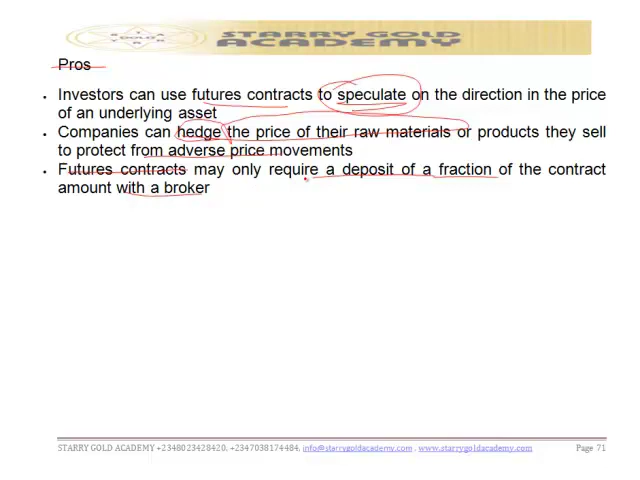 STARRY GOLD
ACADEMY
Pros
• Investors can use futures contracts to speculate on the direction in the price
of an underlying asset
• Companies can hedge the price of their raw materials or products they sell
to protect from adverse price movements
• Futures contracts may only require a deposit of a fraction of the contract
amount with a broker
STARRY GOLD ACADEMY +2348023428420, +2347038174484, info@starrygoldacademy.com , www.starrygoldacademy.com Page 71